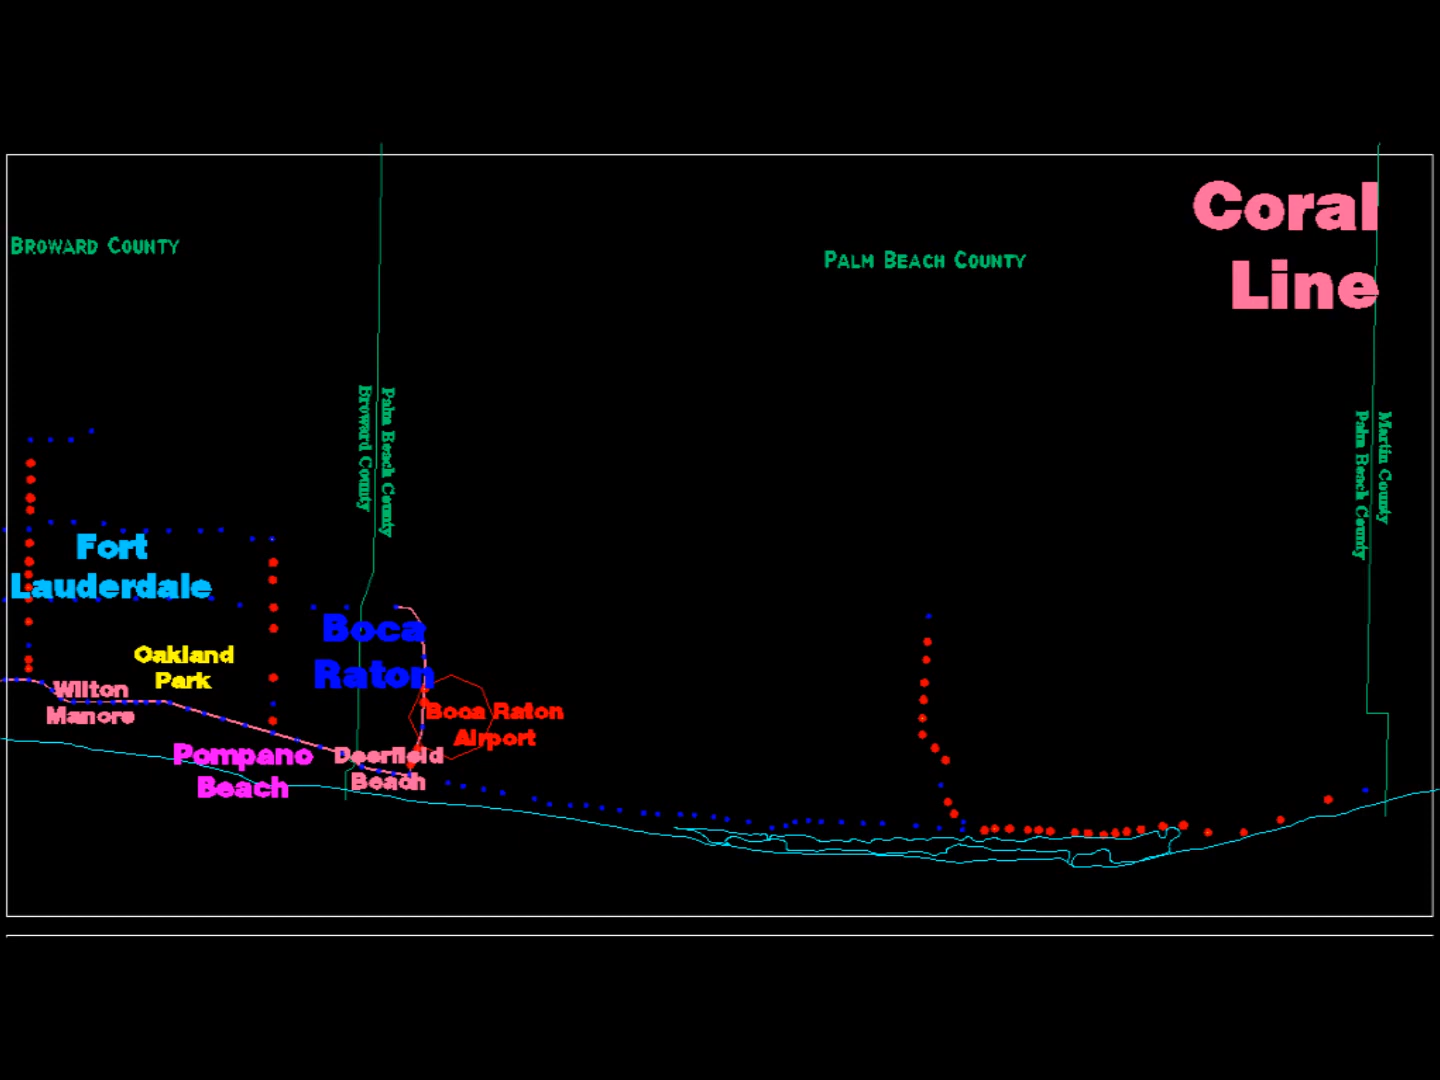 Coral
Line
BROWARD COUNTY
PALM BEACH COUNTY
Palm Beach County
Broward County
Martin County
Palm Beach County
Fort
Lauderdale
Boca
Raton
Oakland
Park
Wilton
Manors
Boca Raton
Airport
Pompano
Beach
Deerfield
Beach